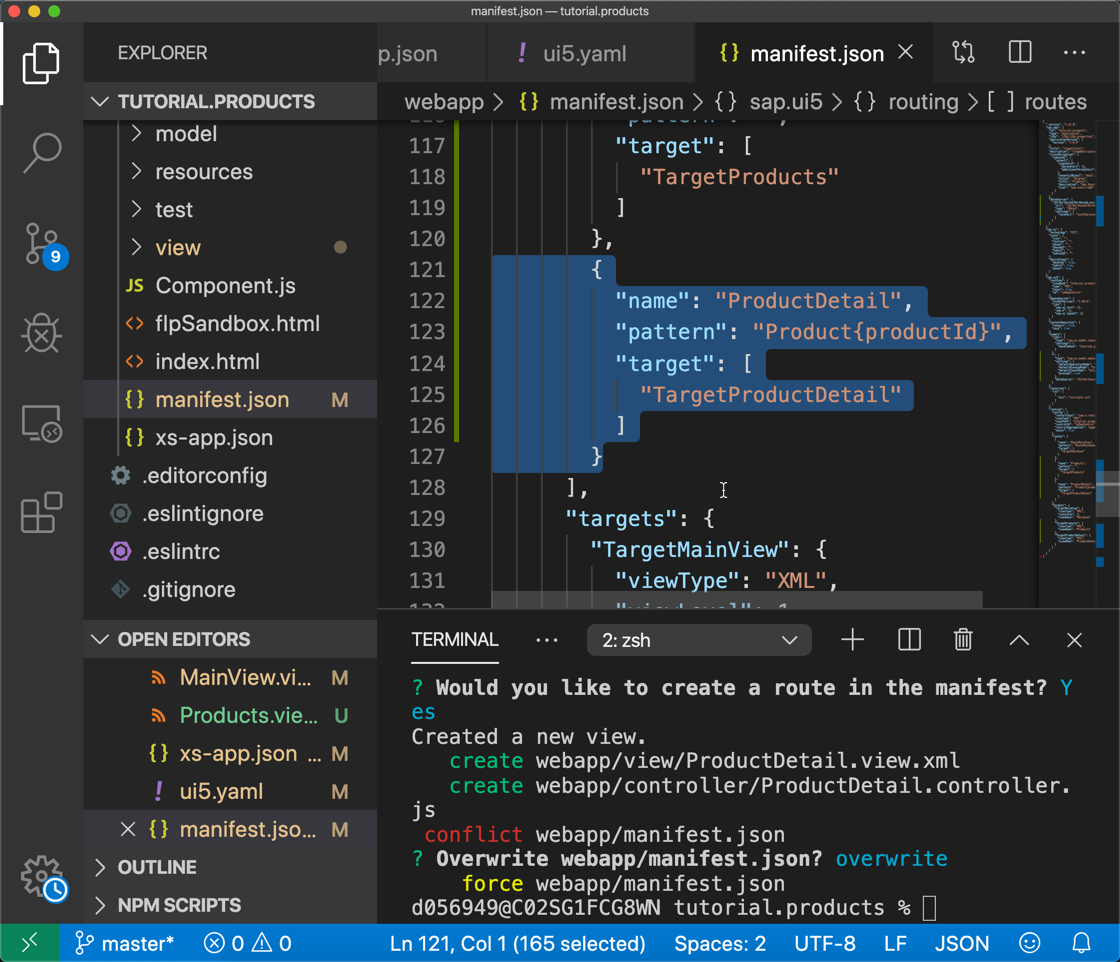 manifest.json — tutorial.products
EXPLORER
TUTORIAL.PRODUCTS
model
resources
test
view
JS Component.js
<> flpSandbox.html
<> index.html
{} manifest.json M
{} xs-app.json
.editorconfig
.eslintignore
.eslintrc
.gitignore
OPEN EDITORS
MainView.vi... M
Products.vie... U
{} xs-app.json ... M
! ui5.yaml M
{} manifest.jso... M
OUTLINE
NPM SCRIPTS
9
p.json
! ui5.yaml
{} manifest.json
webapp > {} manifest.json > {} sap.ui5 > {} routing > [ ] routes
117 "target": [
118 "TargetProducts"
119 ]
120 },
121 {
122 "name": "ProductDetail",
123 "pattern": "Product{productId}",
124 "target": [
125 "TargetProductDetail"
126 ]
127 }
128 ],
129 "targets": {
130 "TargetMainView": {
131 "viewType": "XML",
TERMINAL ... 2: zsh
? Would you like to create a route in the manifest? Y
es
Created a new view.
create webapp/view/ProductDetail.view.xml
create webapp/controller/ProductDetail.controller.
js
conflict webapp/manifest.json
? Overwrite webapp/manifest.json? overwrite
force webapp/manifest.json
d056949@C02SG1FCG8WN tutorial.products %
master* 0 0 Ln 121, Col 1 (165 selected) Spaces: 2 UTF-8 LF JSON